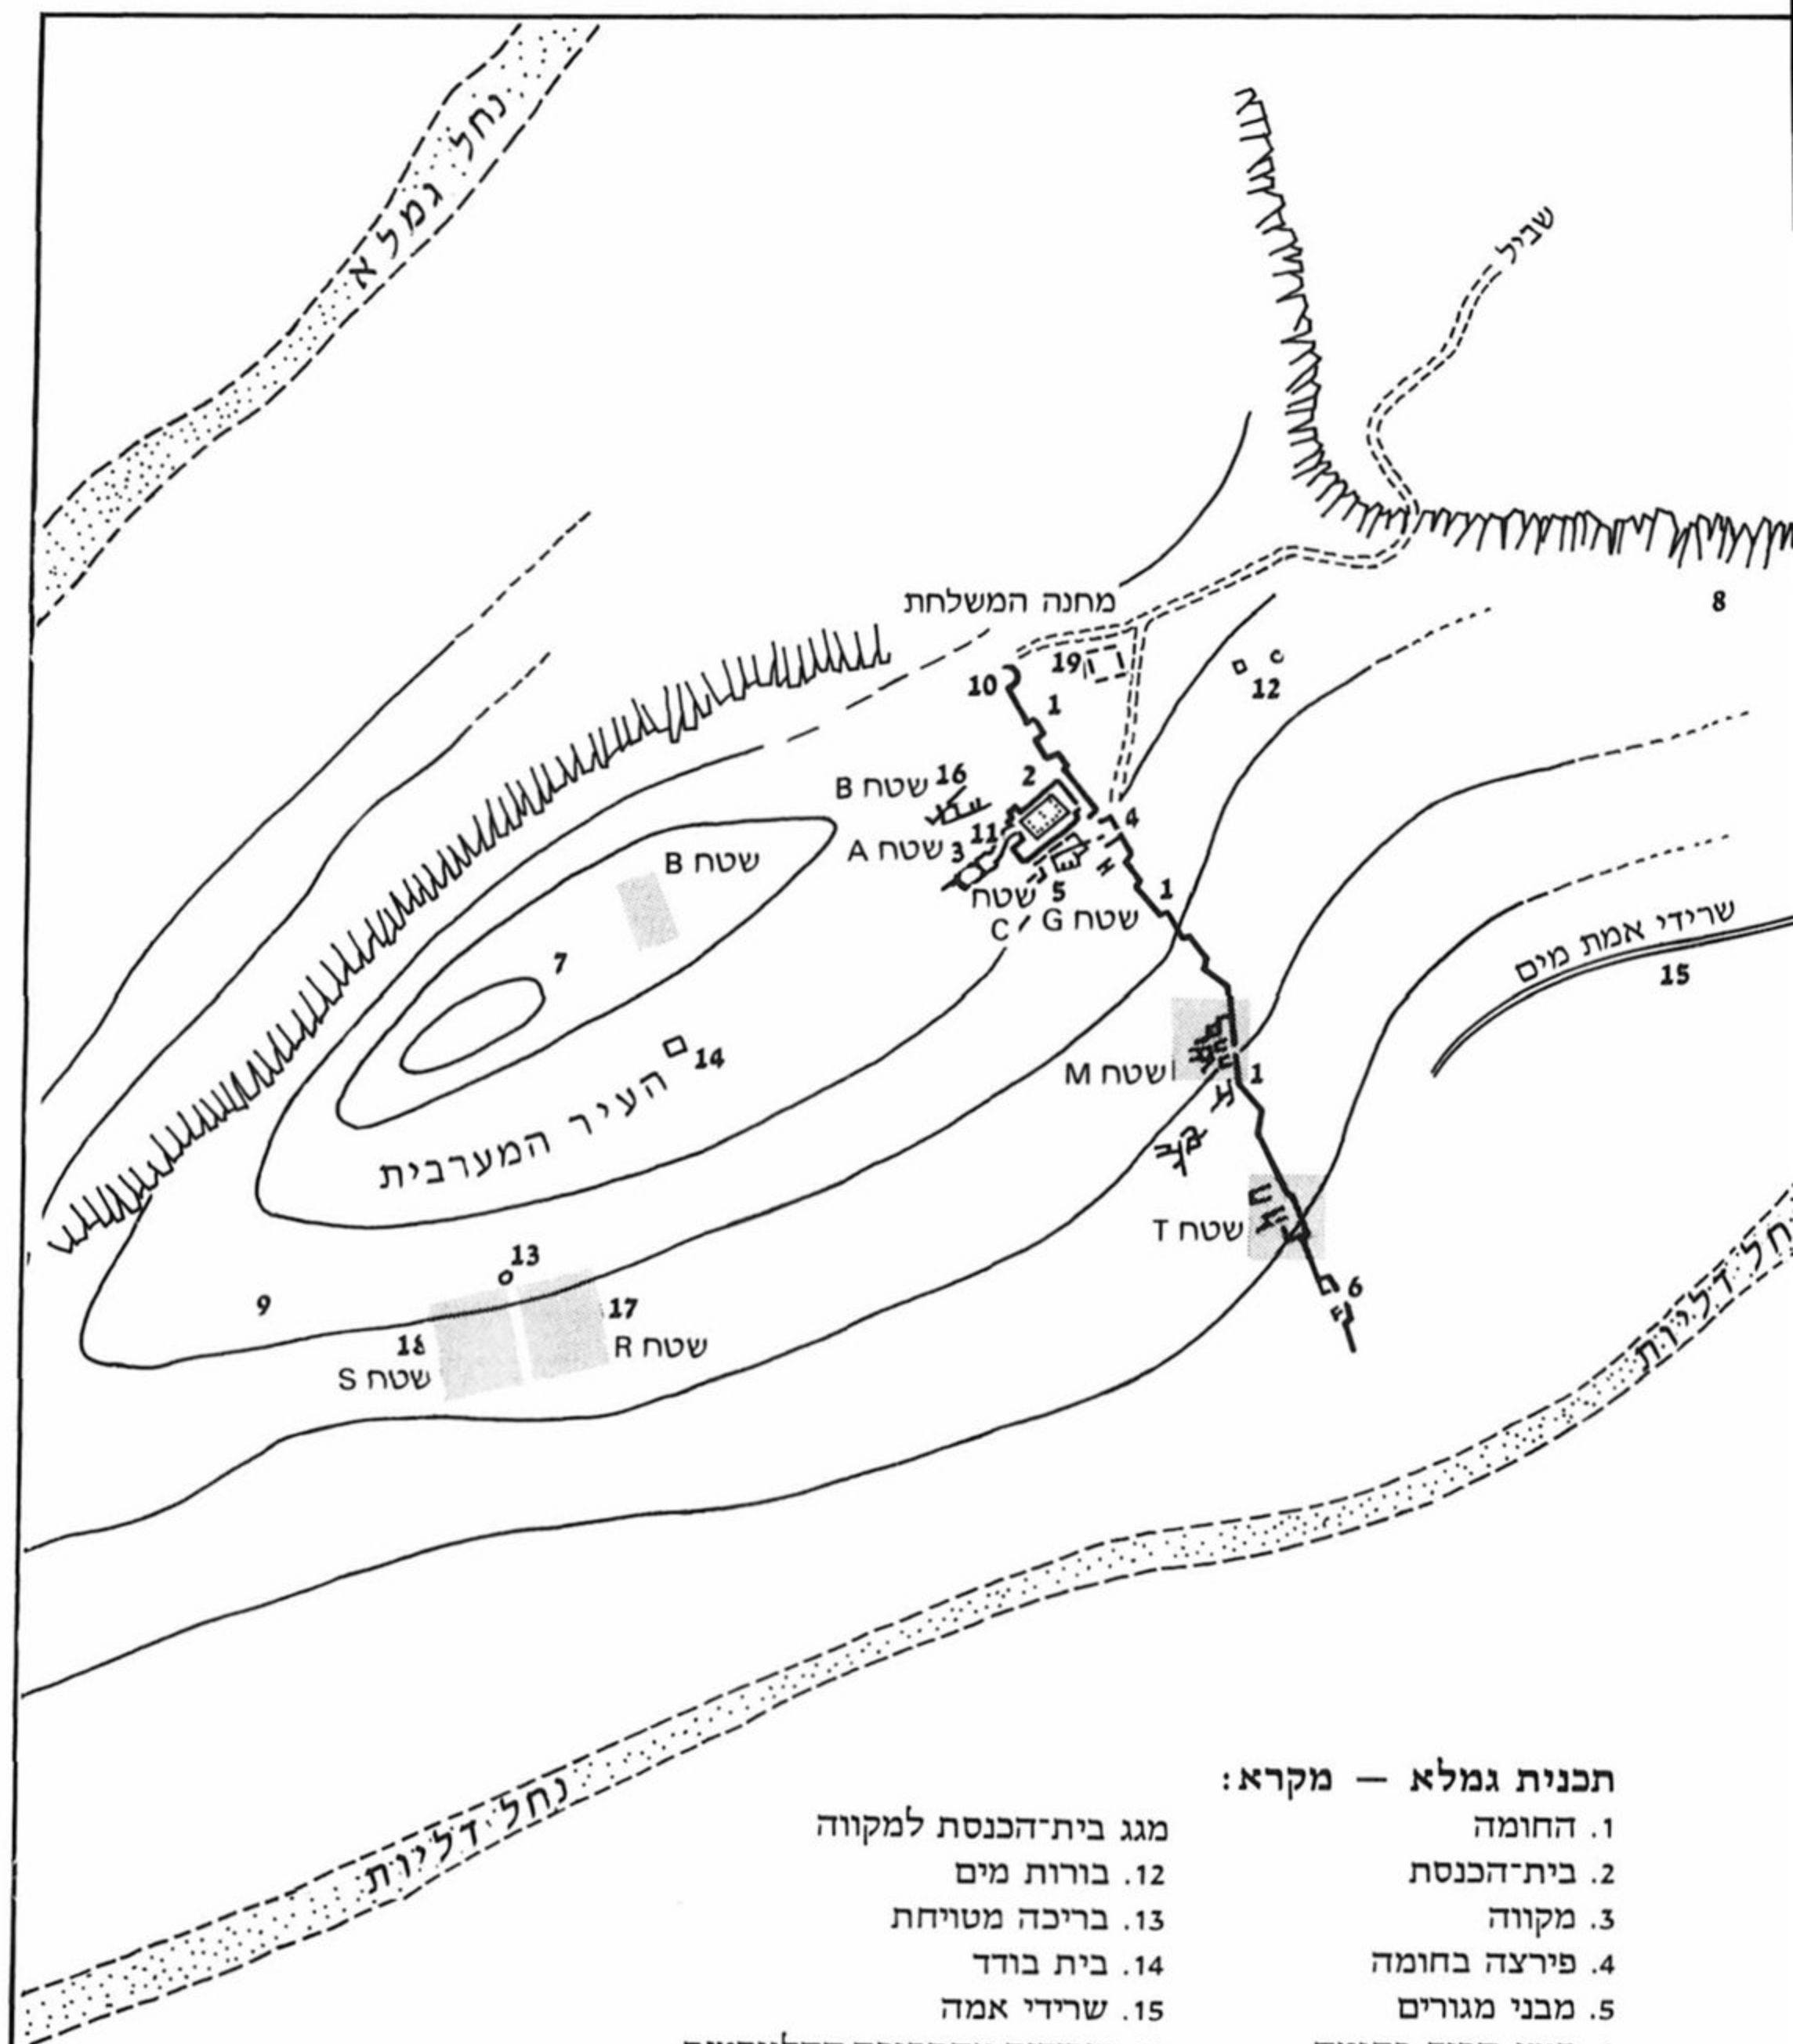 נחל גמלא
שביל
8
מחנה המשלחת
19
10
1
12
שטח B 16
2
4
11
שטח A 3
שטח B
שטח 5
C
שטח G
1
שרידי אמת מים
15
7
14
שטח M
1
העיר המערבית
שטח T
13
6
9
17
שטח R
18
שטח S
נחל דליות
נחל דליות
תכנית גמלא — מקרא:
1. החומה
2. בית־הכנסת
3. מקווה
4. פירצה בחומה
5. מבני מגורים
מגג בית־הכנסת למקווה
12. בורות מים
13. בריכה מטויחת
14. בית בודד
15. שרידי אמה